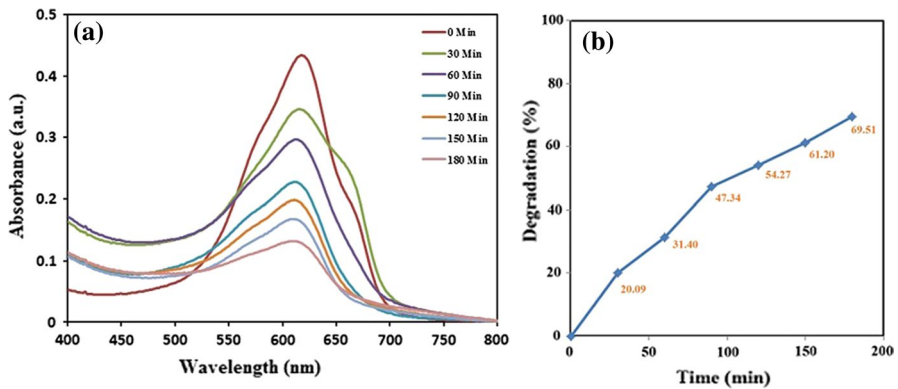 (a)
0.5
0.4
0.3
0.2
0.1
0
Absorbance (a.u.)
400 450 500 550 600 650 700 750 800
Wavelength (nm)
0 Min
30 Min
60 Min
90 Min
120 Min
150 Min
180 Min
(b)
100
80
60
40
20
0
Degradation (%)
20.09
31.40
47.34
54.27
61.20
69.51
0 50 100 150 200
Time (min)